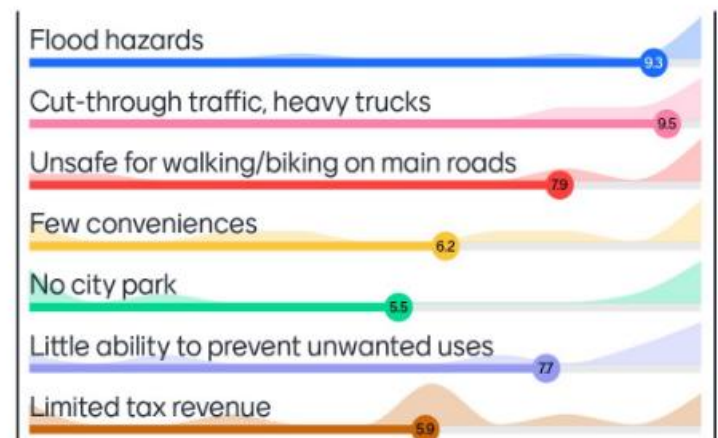 Flood hazards
9.3
Cut-through traffic, heavy trucks
9.5
Unsafe for walking/biking on main roads
7.9
Few conveniences
6.2
No city park
5.5
Little ability to prevent unwanted uses
7.7
Limited tax revenue
5.9